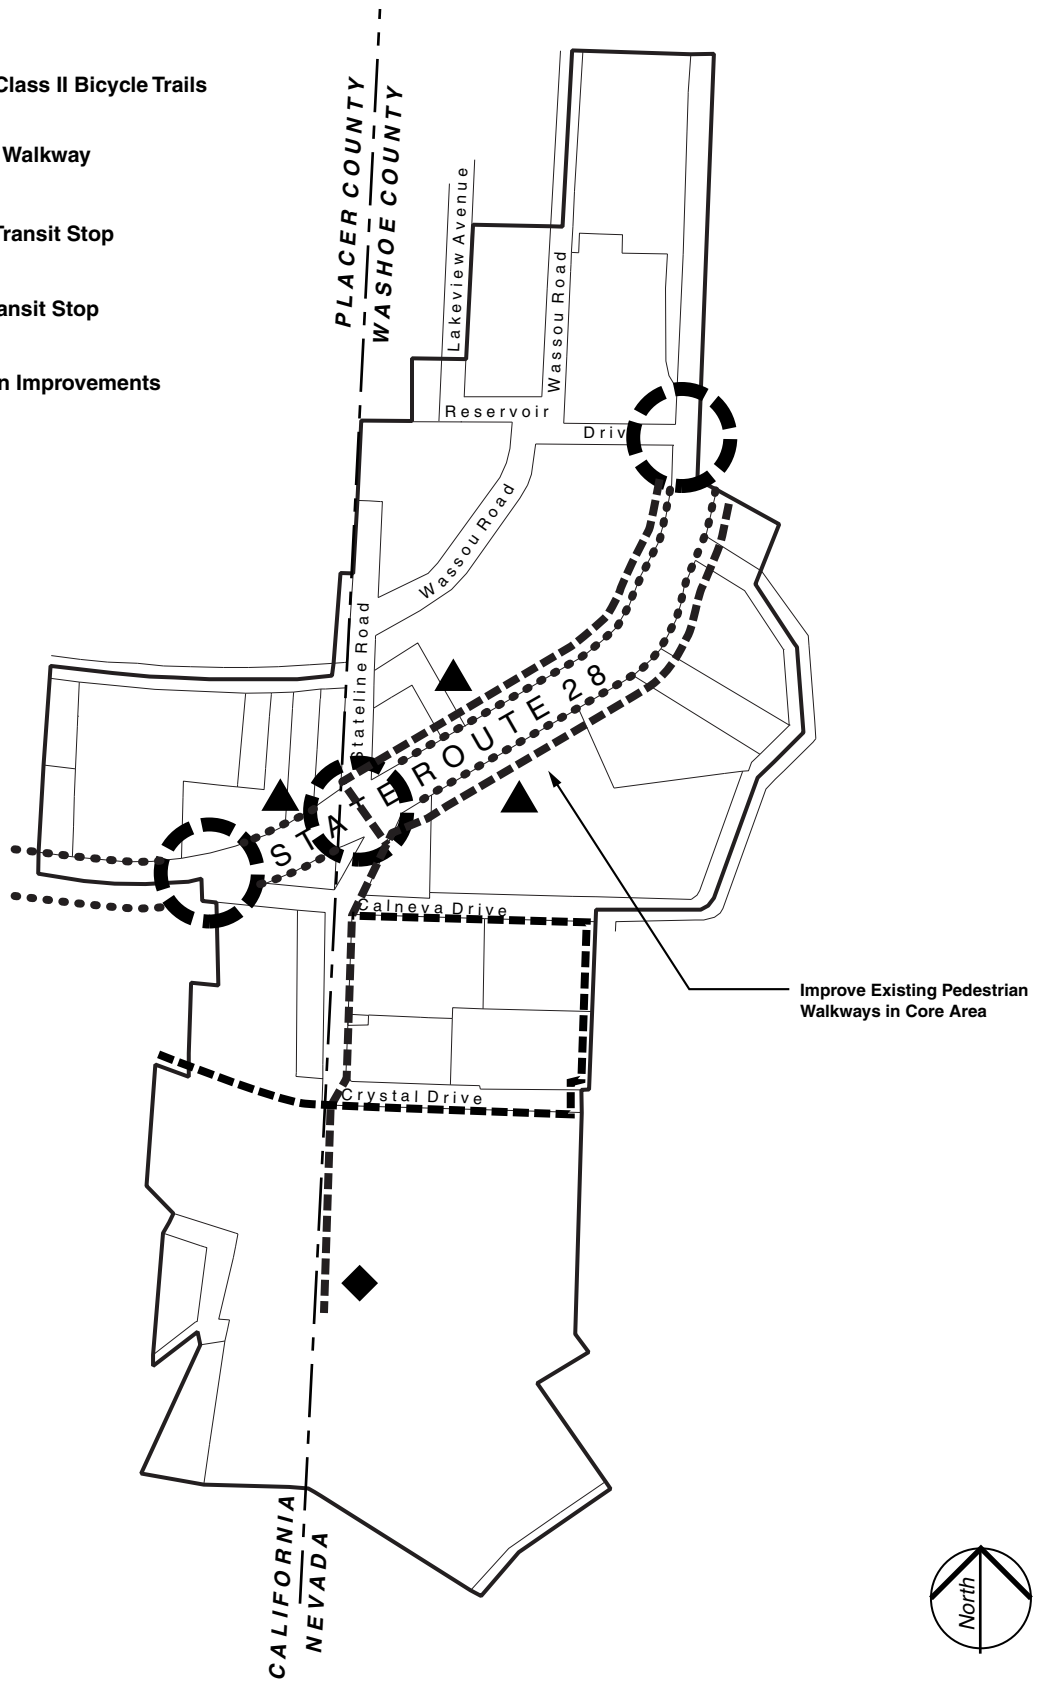 Class II Bicycle Trails
Walkway
Transit Stop
ansit Stop
n Improvements
PLACER COUNTY
WASHOE COUNTY
Lakeview Avenue
Wassou Road
Reservoir
Driv
Wassou Road
Stateline Road
STATE ROUTE 28
Calneva Drive
Improve Existing Pedestrian
Walkways in Core Area
Crystal Drive
CALIFORNIA
NEVADA
North